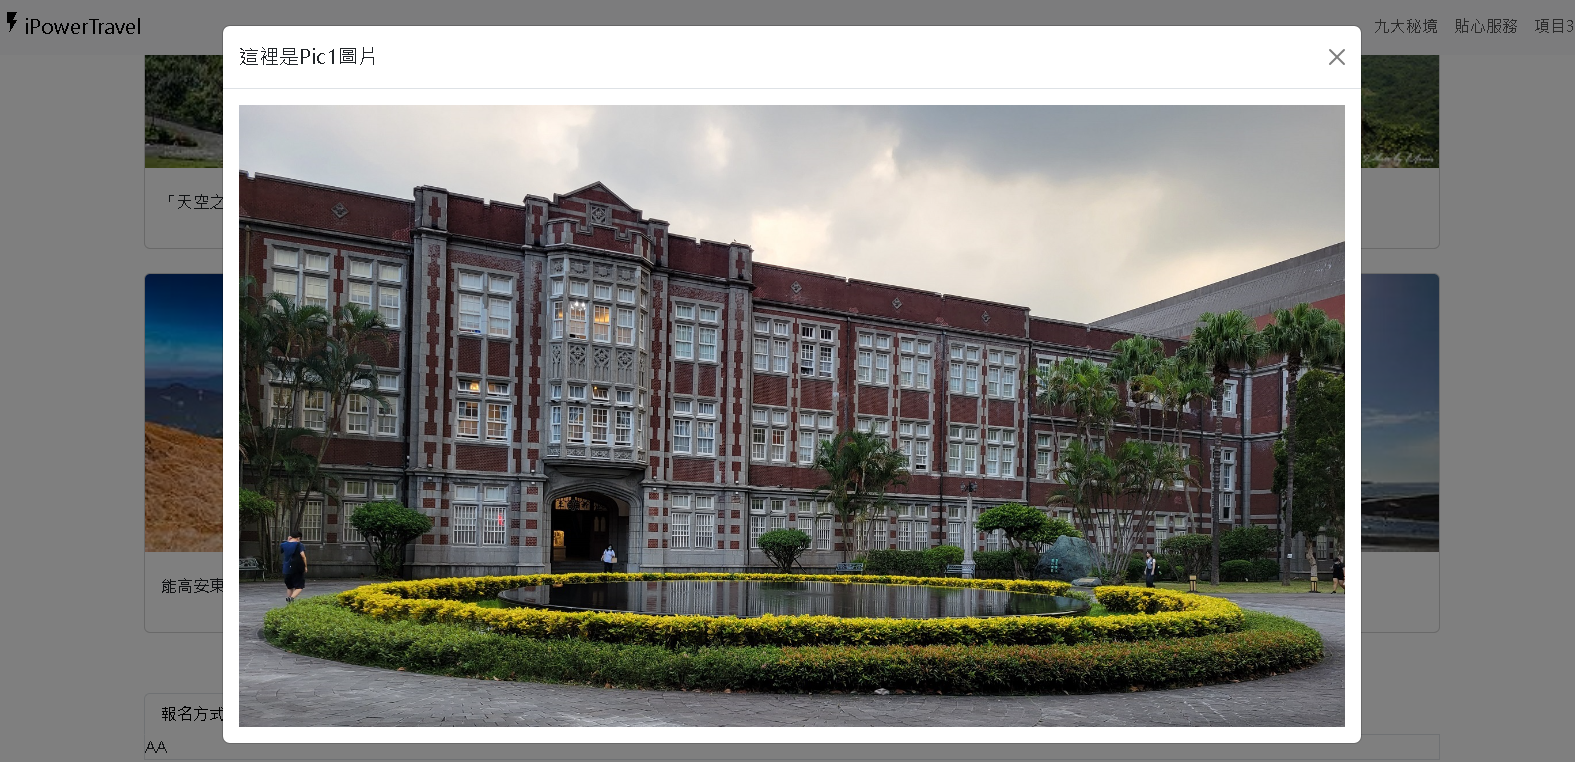 iPowerTravel
九大秘境 貼心服務 項目3
這裡是Pic1圖片
「天空之
能高安東
報名方式
AA